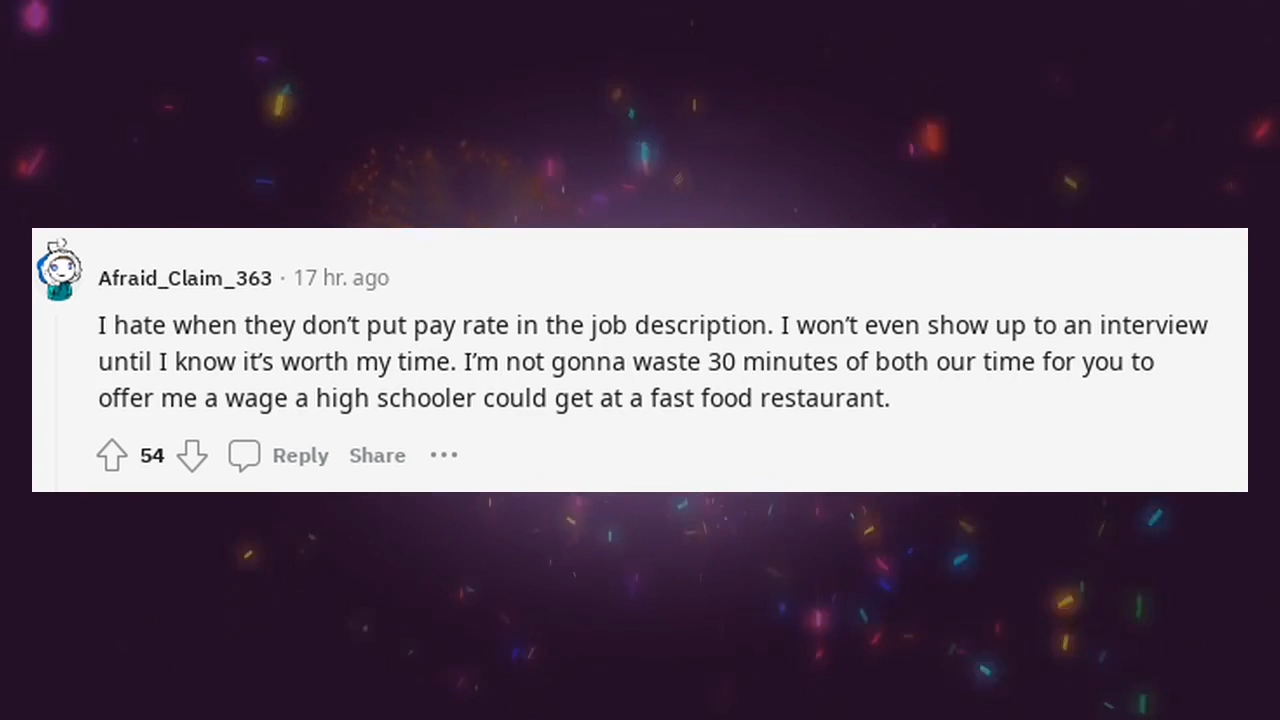 Afraid_Claim_363 · 17 hr. ago
I hate when they don’t put pay rate in the job description. I won’t even show up to an interview
until I know it’s worth my time. I’m not gonna waste 30 minutes of both our time for you to
offer me a wage a high schooler could get at a fast food restaurant.
54 Reply Share •••